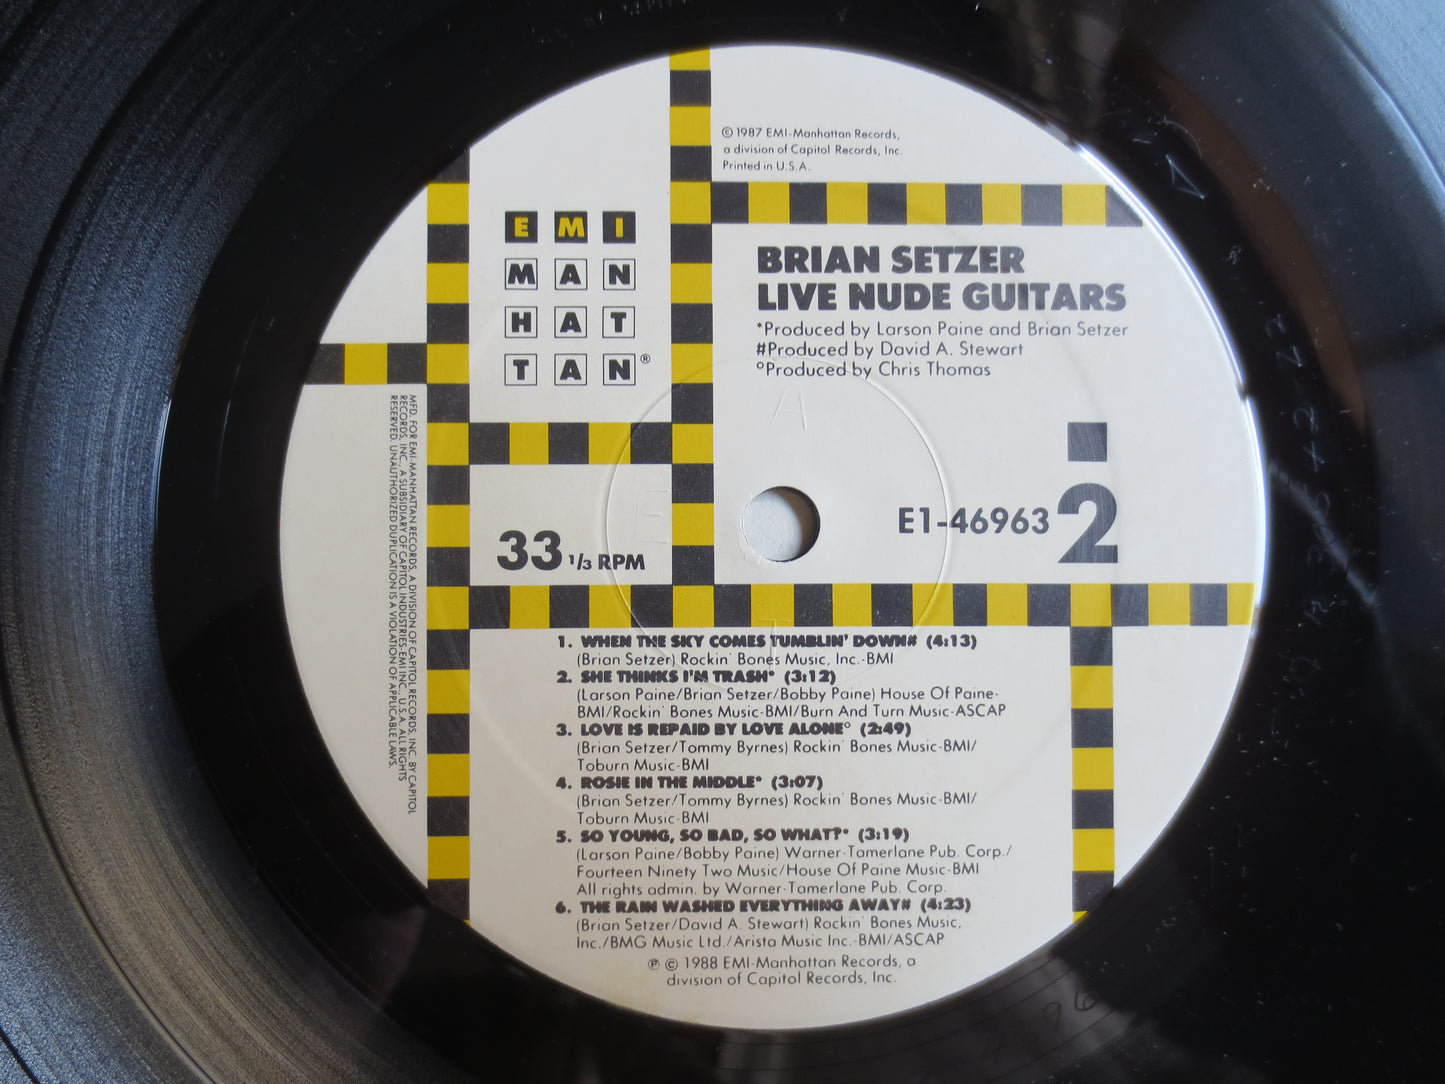 © 1987 EMI-Manhattan Records,
a division of Capitol Records, Inc.
Printed in U.S.A.
EMI
MAN
HAT
TAN®
BRIAN SETZER
LIVE NUDE GUITARS
*Produced by Larson Paine and Brian Setzer
#Produced by David A. Stewart
°Produced by Chris Thomas
MFD. FOR EMI-MANHATTAN RECORDS, A DIVISION OF CAPITOL RECORDS, INC. BY CAPITOL
RECORDS, INC., A SUBSIDIARY OF CAPITOL INDUSTRIES-EMI INC., U.S.A. ALL RIGHTS
RESERVED. UNAUTHORIZED DUPLICATION IS A VIOLATION OF APPLICABLE LAWS.
33 1/3 RPM
E1-46963
2
1. WHEN THE SKY COMES TUMBLIN' DOWN# (4:13)
(Brian Setzer) Rockin' Bones Music, Inc.-BMI
2. SHE THINKS I'M TRASH* (3:12)
(Larson Paine/Brian Setzer/Bobby Paine) House Of Paine-
BMI/Rockin' Bones Music-BMI/Burn And Turn Music-ASCAP
3. LOVE IS REPAID BY LOVE ALONE° (2:49)
(Brian Setzer/Tommy Byrnes) Rockin' Bones Music-BMI/
Toburn Music-BMI
4. ROSIE IN THE MIDDLE* (3:07)
(Brian Setzer/Tommy Byrnes) Rockin' Bones Music-BMI/
Toburn Music-BMI
5. SO YOUNG, SO BAD, SO WHAT?* (3:19)
(Larson Paine/Bobby Paine) Warner-Tamerlane Pub. Corp./
Fourteen Ninety Two Music/House Of Paine Music-BMI
All rights admin. by Warner-Tamerlane Pub. Corp.
6. THE RAIN WASHED EVERYTHING AWAY# (4:23)
(Brian Setzer/David A. Stewart) Rockin' Bones Music,
Inc./BMG Music Ltd./Arista Music Inc.-BMI/ASCAP
℗ © 1988 EMI-Manhattan Records, a
division of Capitol Records, Inc.